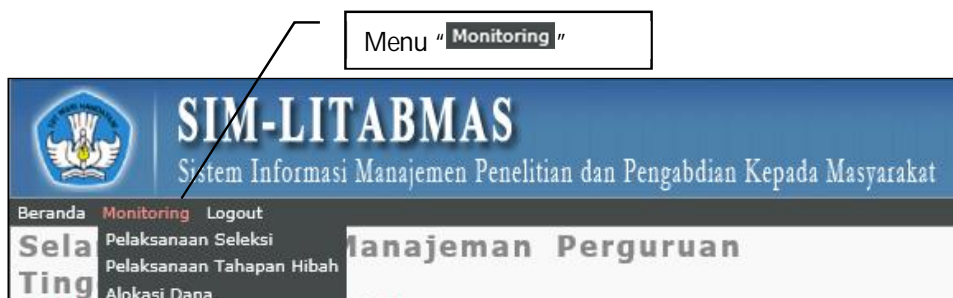 Menu “Monitoring”
SIM-LITABMAS
Sistem Informasi Manajemen Penelitian dan Pengabdian Kepada Masyarakat
Beranda Monitoring Logout
Sela Manajeman Perguruan
Pelaksanaan Seleksi
Pelaksanaan Tahapan Hibah
Ting
Alokasi Dana